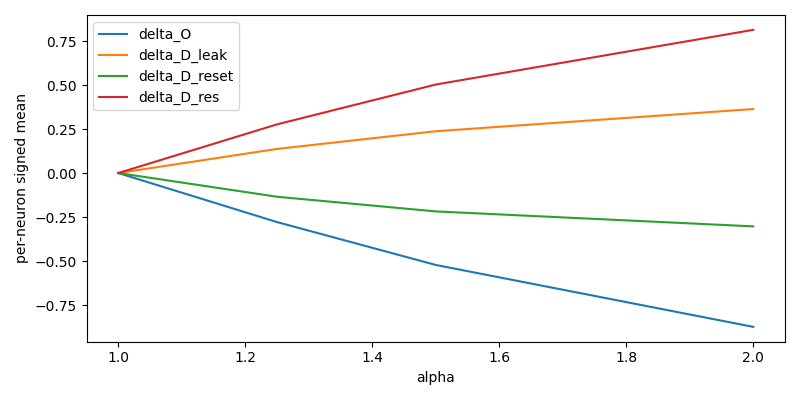 delta_O
delta_D_leak
delta_D_reset
delta_D_res
per-neuron signed mean
0.75
0.50
0.25
0.00
−0.25
−0.50
−0.75
1.0 1.2 1.4 1.6 1.8 2.0
alpha